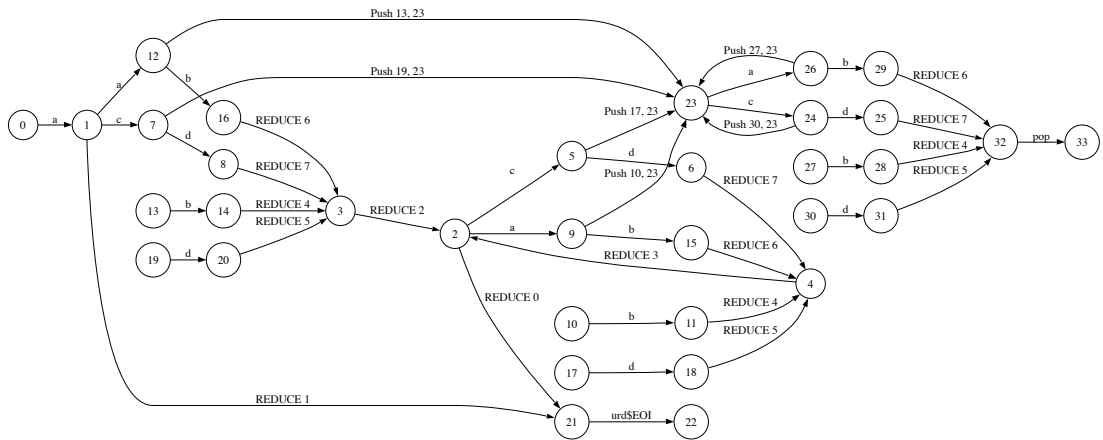 Push 13, 23
12
Push 27, 23
26
b
29
REDUCE 6
Push 19, 23
a
b
a
23
c
0
a
1
c
7
16
REDUCE 6
Push 17, 23
Push 30, 23
24
d
25
REDUCE 7
32
pop
33
d
8
REDUCE 7
5
d
6
REDUCE 7
27
b
28
REDUCE 4
REDUCE 5
c
Push 10, 23
13
b
14
REDUCE 4
3
REDUCE 2
30
d
31
REDUCE 5
2
a
9
b
15
REDUCE 6
19
d
20
REDUCE 3
4
REDUCE 0
10
b
11
REDUCE 4
REDUCE 5
17
d
18
REDUCE 1
21
urd$EOI
22